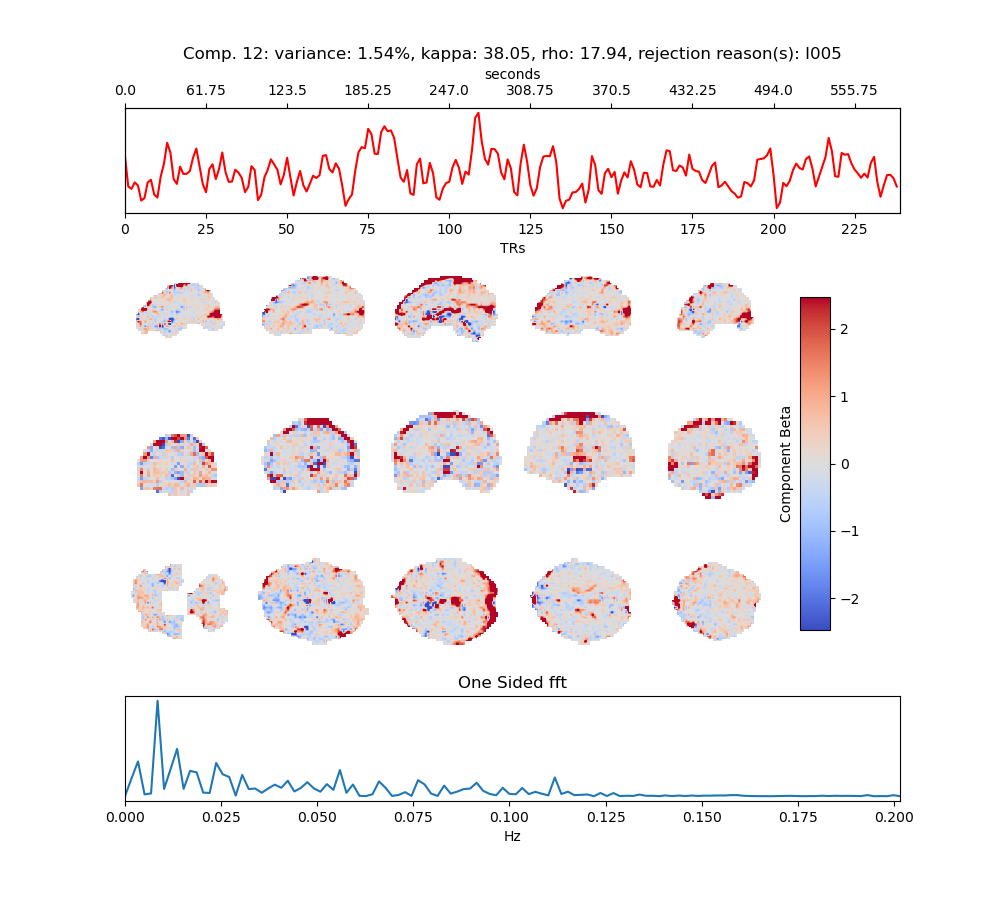 Comp. 12: variance: 1.54%, kappa: 38.05, rho: 17.94, rejection reason(s): I005
seconds
0.0 61.75 123.5 185.25 247.0 308.75 370.5 432.25 494.0 555.75
0 25 50 75 100 125 150 175 200 225
TRs
2
1
0
−1
−2
Component Beta
One Sided fft
0.000 0.025 0.050 0.075 0.100 0.125 0.150 0.175 0.200
Hz